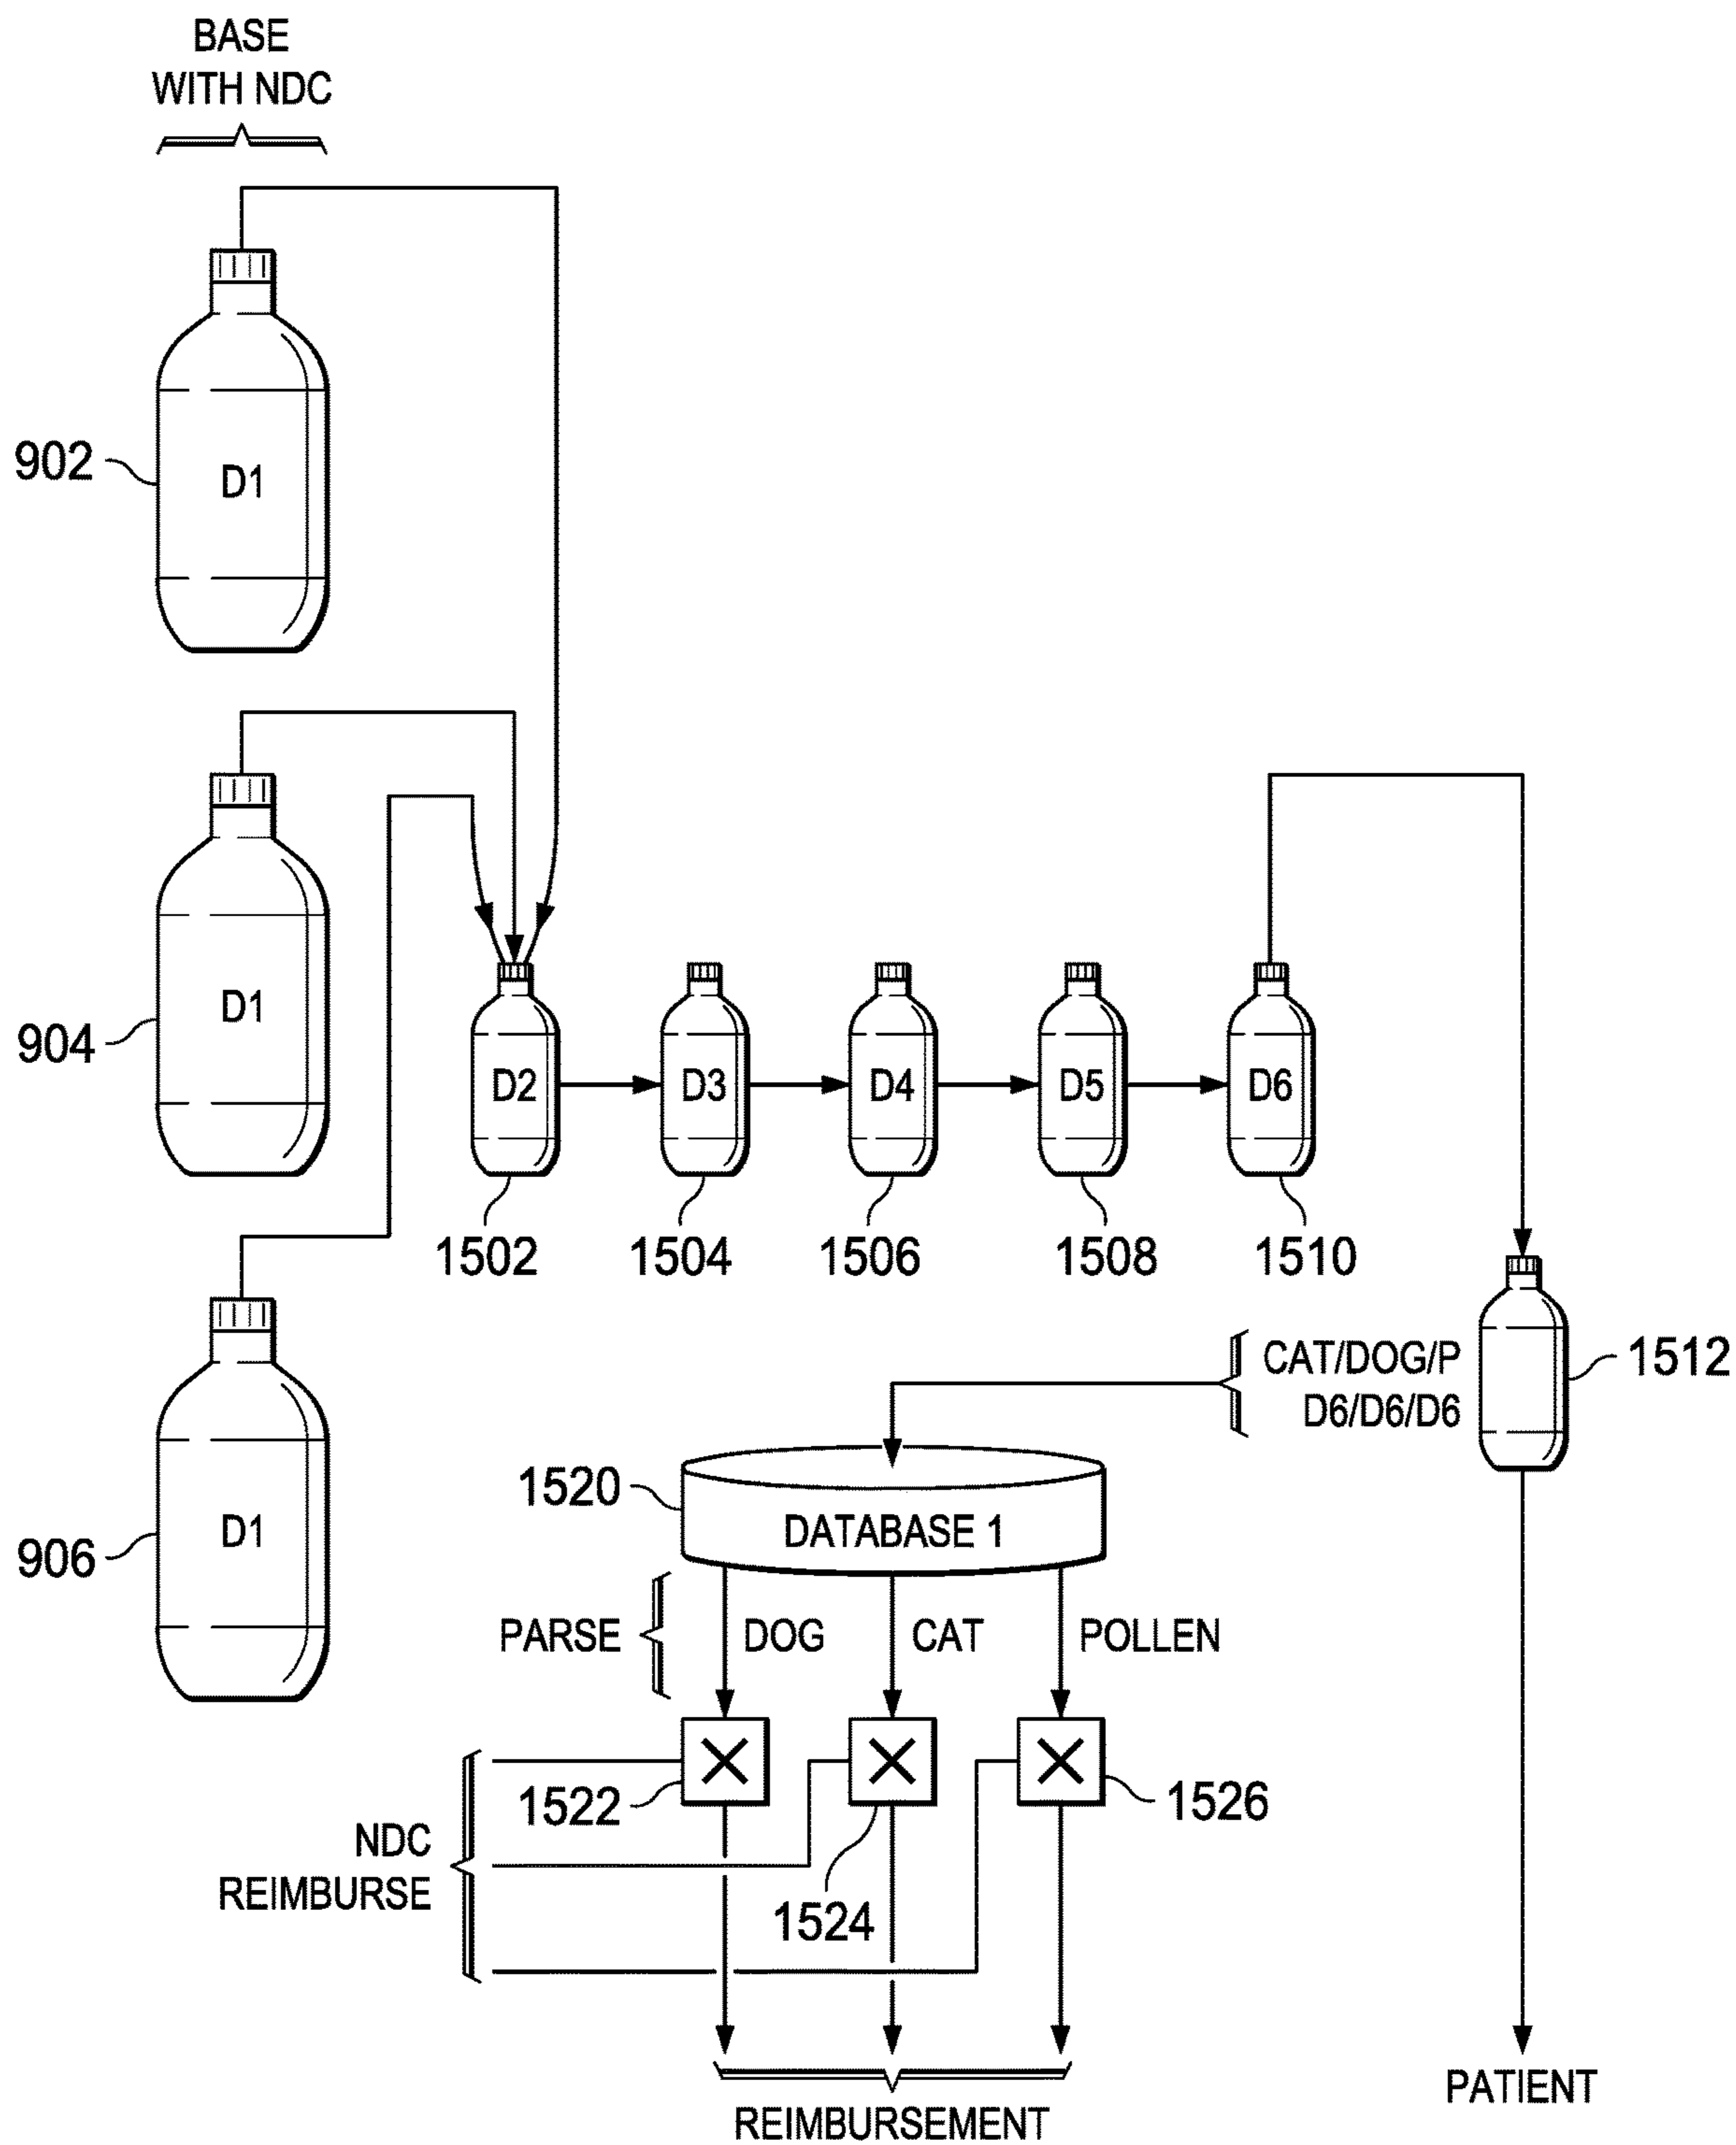 BASE
WITH NDC
902
D1
904
D1
D2
D3
D4
D5
D6
1502
1504
1506
1508
1510
CAT/DOG/P
D6/D6/D6
1512
1520
DATABASE 1
906
D1
PARSE
DOG
CAT
POLLEN
1522
1526
NDC
REIMBURSE
1524
PATIENT
REIMBURSEMENT